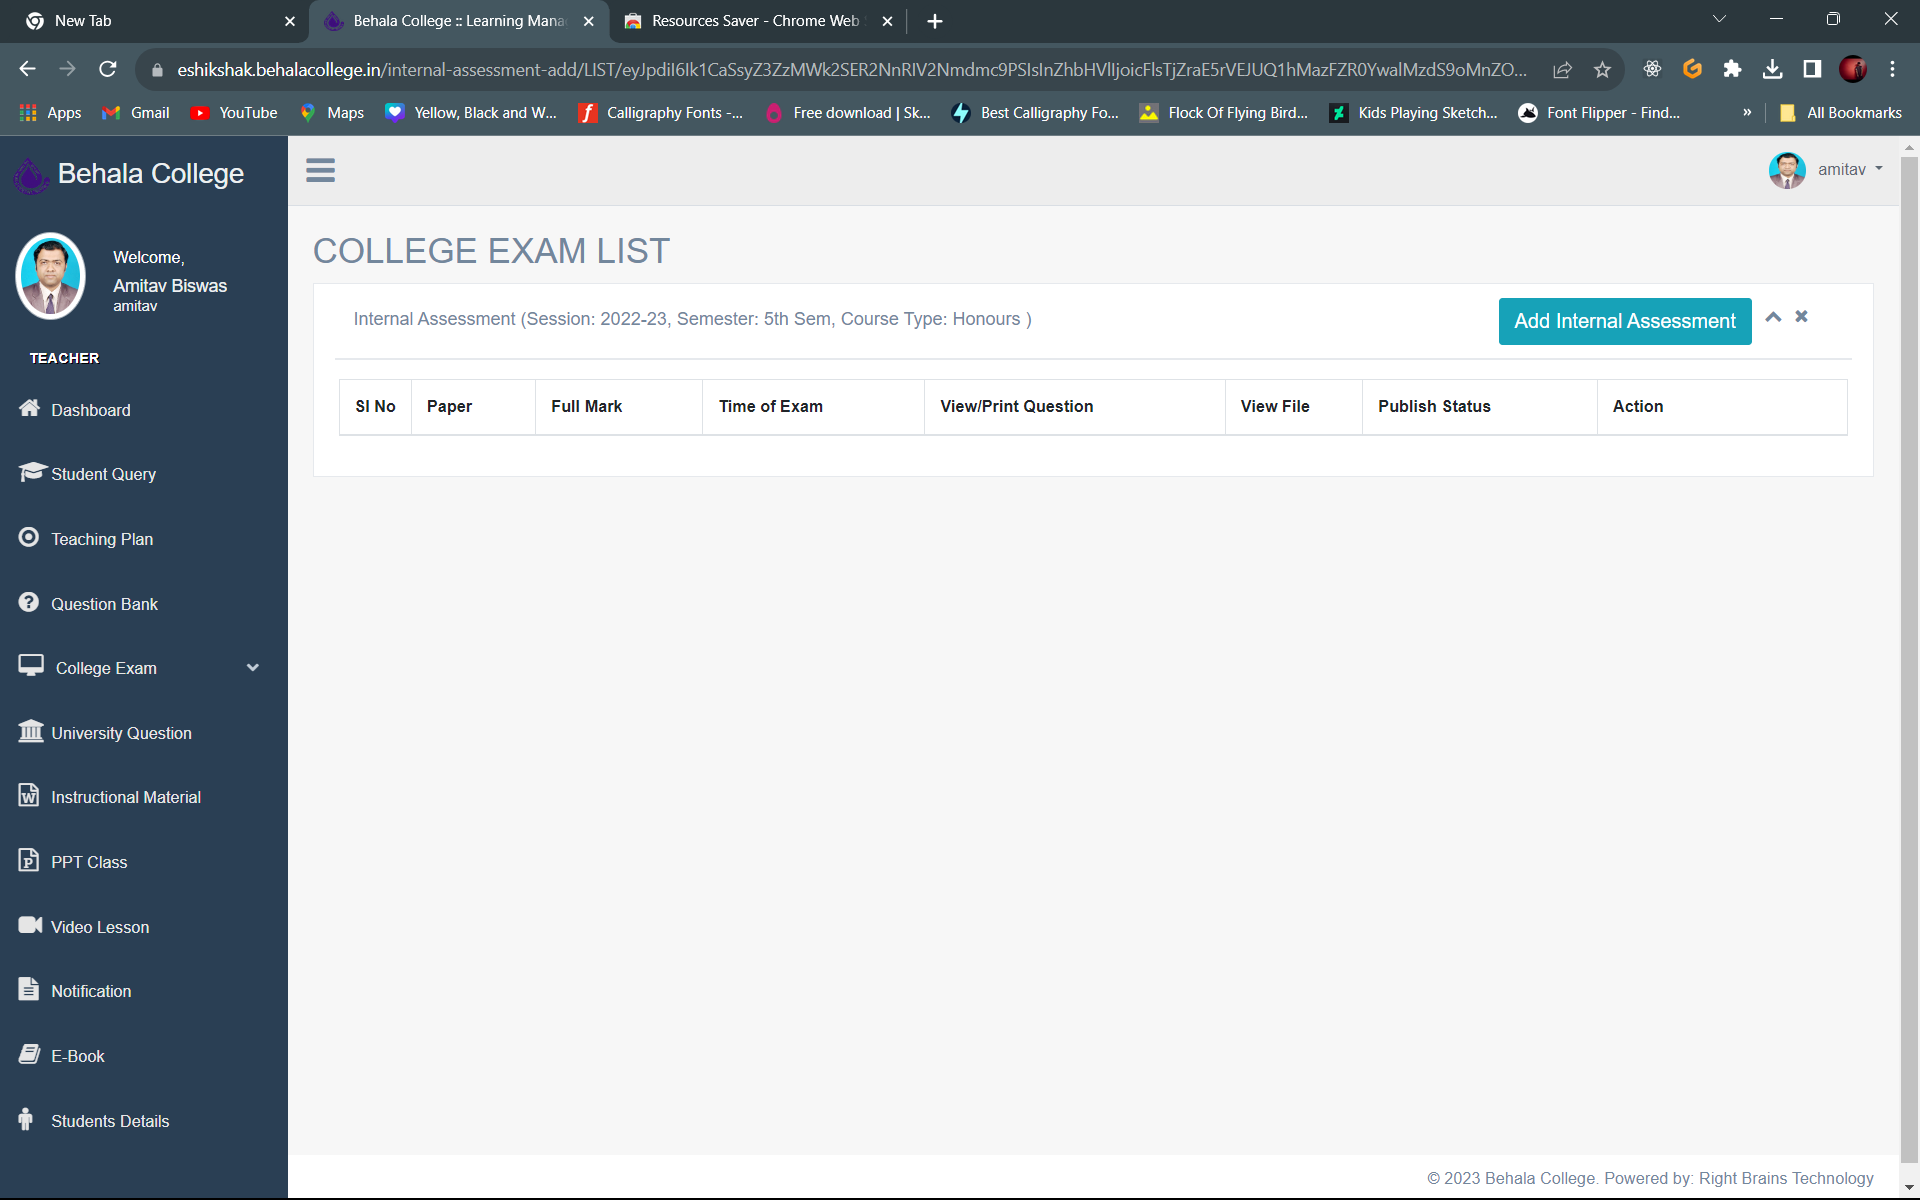 New Tab
Behala College :: Learning Mana
Resources Saver - Chrome Web
eshikshak.behalacollege.in/internal-assessment-add/LIST/
Apps
Gmail
YouTube
Maps
Yellow, Black and W...
Calligraphy Fonts -...
Free download | Sk...
Best Calligraphy Fo...
Flock Of Flying Bird...
Kids Playing Sketch...
Font Flipper - Find...
»
All Bookmarks
Behala College
amitav
Welcome,
Amitav Biswas
amitav
TEACHER
Dashboard
Student Query
Teaching Plan
Question Bank
College Exam
University Question
Instructional Material
PPT Class
Video Lesson
Notification
E-Book
Students Details
COLLEGE EXAM LIST
Internal Assessment (Session: 2022-23, Semester: 5th Sem, Course Type: Honours )
Add Internal Assessment
Sl No
Paper
Full Mark
Time of Exam
View/Print Question
View File
Publish Status
Action
© 2023 Behala College. Powered by: Right Brains Technology